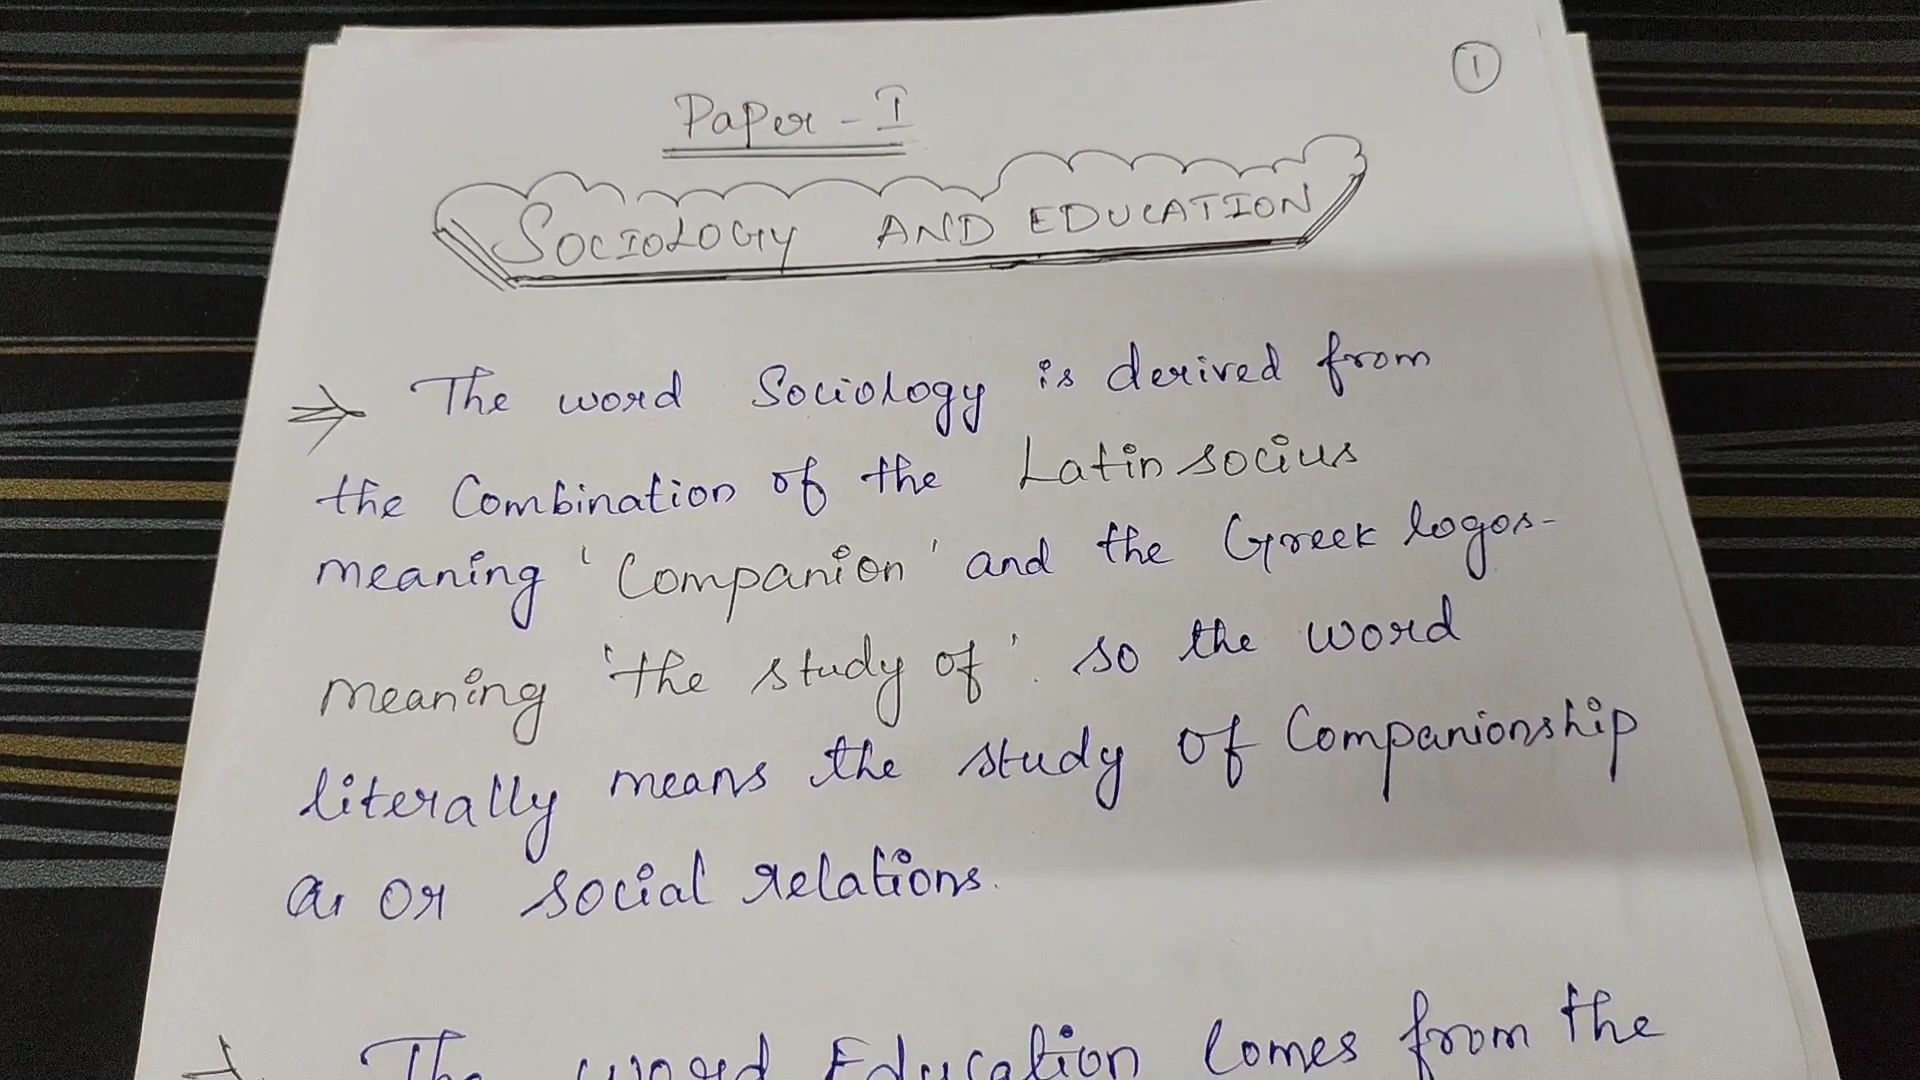 1
Paper - I
SOCIOLOGY AND EDUCATION
⇒ The word Sociology is derived from
the Combination of the Latin socius
meaning 'Companion' and the Greek logos-
meaning 'the study of'. so the word
literally means the study of Companionship
or social relations.
The word Education Comes from the